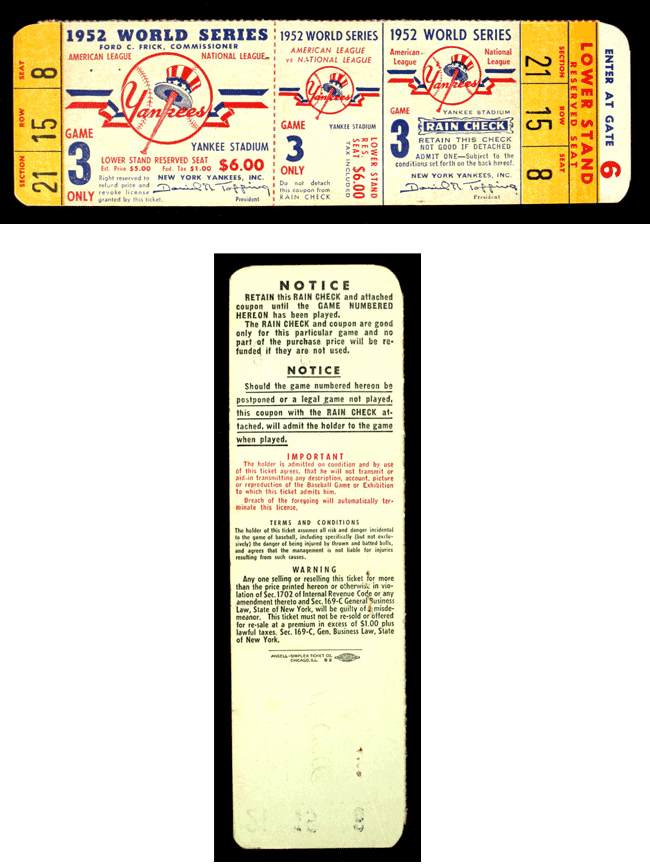 SEAT 8
ROW 15
SECTION 21
1952 WORLD SERIES
FORD C. FRICK, COMMISSIONER
AMERICAN LEAGUE NATIONAL LEAGUE
Yankees
GAME
3
ONLY
YANKEE STADIUM
LOWER STAND RESERVED SEAT
Est. Price $5.00 Fed. Tax $1.00 $6.00
Right reserved to
refund price and
revoke license
granted by this ticket.
NEW YORK YANKEES, INC.
Daniel R Topping
President
1952 WORLD SERIES
AMERICAN LEAGUE
vs NATIONAL LEAGUE
Yankees
GAME
3
ONLY
YANKEE STADIUM
Do not detach
this coupon from
RAIN CHECK
LOWER STAND
RES. SEAT $6.00
TAX INCLUDED
1952 WORLD SERIES
American League
National League
Yankees
GAME
3
YANKEE STADIUM
RAIN CHECK
RETAIN THIS CHECK
NOT GOOD IF DETACHED
ADMIT ONE—Subject to the
conditions set forth on the back hereof.
NEW YORK YANKEES, INC.
Daniel R Topping
President
21 SECTION
15 ROW
8 SEAT
LOWER STAND
RESERVED SEAT
ENTER AT GATE 6
NOTICE
RETAIN this RAIN CHECK and attached
coupon until the GAME NUMBERED
HEREON has been played.
The RAIN CHECK and coupon are good
only for this particular game and no
part of the purchase price will be re-
funded if they are not used.
NOTICE
Should the game numbered hereon be
postponed or a legal game not played,
this coupon with the RAIN CHECK at-
tached, will admit the holder to the game
when played.
IMPORTANT
The holder is admitted on condition and by use
of this ticket agrees, that he will not transmit or
aid in transmitting any description, account, picture
or reproduction of the Baseball Game or Exhibition
to which this ticket admits him.
Breach of the foregoing will automatically ter-
minate this license.
TERMS AND CONDITIONS
The holder of this ticket assumes all risk and danger incidental
to the game of baseball, including specifically (but not exclu-
sively) the danger of being injured by thrown and batted balls,
and agrees that the management is not liable for injuries
resulting from such causes.
WARNING
Any one selling or reselling this ticket for more
than the price printed hereon or otherwise in vio-
lation of Sec. 1702 of Internal Revenue Code or any
amendment thereto and Sec. 169-C General Business
Law, State of New York, will be guilty of a misde-
meanor. This ticket must not be re-sold or offered
for re-sale at a premium in excess of $1.00 plus
lawful taxes. Sec. 169-C, Gen. Business Law, State
of New York.
ANSELL-SIMPLEX TICKET CO.
CHICAGO, ILL.